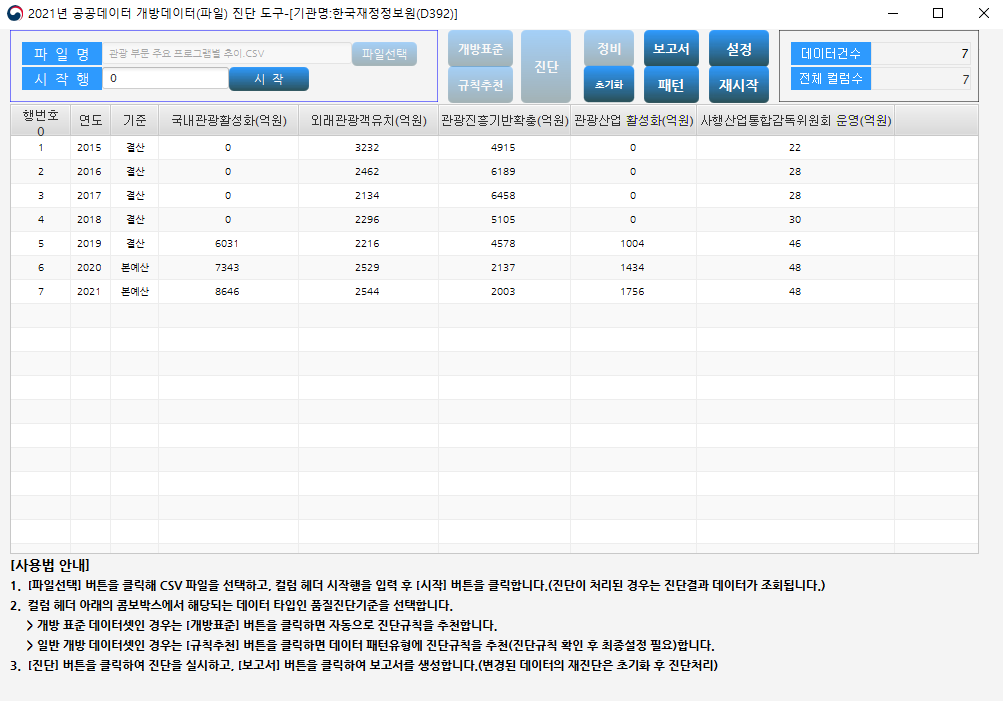 2021년 공공데이터 개방데이터(파일) 진단 도구-[기관명:한국재정정보원(D392)]
파 일 명 관광 부문 주요 프로그램별 추이.CSV 파일선택
시 작 행 0 시 작
개방표준 규칙추천 진단 정비 초기화 보고서 패턴 설정 재시작
데이터건수 7
전체 컬럼수 7
행번호 연도 기준 국내관광활성화(억원) 외래관광객유치(억원) 관광진흥기반확충(억원) 관광산업 활성화(억원) 사행산업통합감독위원회 운영(억원)
0
1 2015 결산 0 3232 4915 0 22
2 2016 결산 0 2462 6189 0 28
3 2017 결산 0 2134 6458 0 28
4 2018 결산 0 2296 5105 0 30
5 2019 결산 6031 2216 4578 1004 46
6 2020 본예산 7343 2529 2137 1434 48
7 2021 본예산 8646 2544 2003 1756 48
[사용법 안내]
1. [파일선택] 버튼을 클릭해 CSV 파일을 선택하고, 컬럼 헤더 시작행을 입력 후 [시작] 버튼을 클릭합니다.(진단이 처리된 경우는 진단결과 데이터가 조회됩니다.)
2. 컬럼 헤더 아래의 콤보박스에서 해당되는 데이터 타입인 품질진단기준을 선택합니다.
> 개방 표준 데이터셋인 경우는 [개방표준] 버튼을 클릭하면 자동으로 진단규칙을 추천합니다.
> 일반 개방 데이터셋인 경우는 [규칙추천] 버튼을 클릭하면 데이터 패턴유형에 진단규칙을 추천(진단규칙 확인 후 최종설정 필요)합니다.
3. [진단] 버튼을 클릭하여 진단을 실시하고, [보고서] 버튼을 클릭하여 보고서를 생성합니다.(변경된 데이터의 재진단은 초기화 후 진단처리)